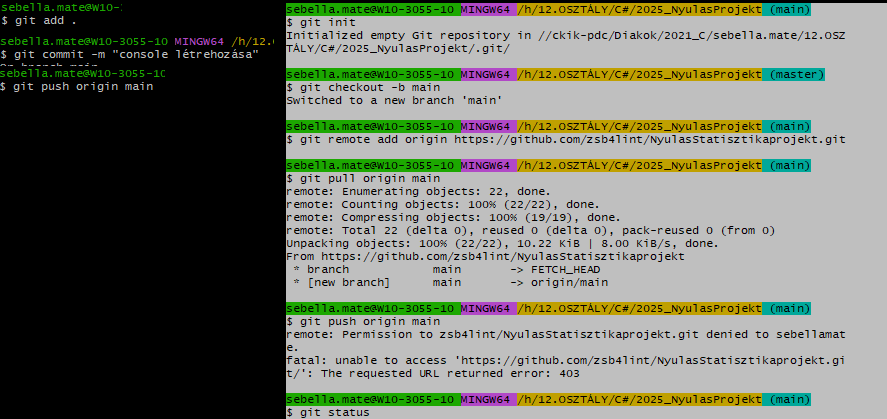 sebella.mate@W10-
$ git add .
sebella.mate@W10-3055-10 MINGW64 /h/12.
$ git commit -m "console létrehozása"
sebella.mate@W10-3055-10
$ git push origin main
sebella.mate@W10-3055-10 MINGW64 /h/12.OSZTÁLY/C#/2025_NyulasProjekt (main)
$ git init
Initialized empty Git repository in //ckik-pdc/Diakok/2021_C/sebella.mate/12.OSZ
TÁLY/C#/2025_NyulasProjekt/.git/
sebella.mate@W10-3055-10 MINGW64 /h/12.OSZTÁLY/C#/2025_NyulasProjekt (master)
$ git checkout -b main
Switched to a new branch 'main'
sebella.mate@W10-3055-10 MINGW64 /h/12.OSZTÁLY/C#/2025_NyulasProjekt (main)
$ git remote add origin https://github.com/zsb4lint/NyulasStatisztikaprojekt.git
sebella.mate@W10-3055-10 MINGW64 /h/12.OSZTÁLY/C#/2025_NyulasProjekt (main)
$ git pull origin main
remote: Enumerating objects: 22, done.
remote: Counting objects: 100% (22/22), done.
remote: Compressing objects: 100% (19/19), done.
remote: Total 22 (delta 0), reused 0 (delta 0), pack-reused 0 (from 0)
Unpacking objects: 100% (22/22), 10.22 KiB | 8.00 KiB/s, done.
From https://github.com/zsb4lint/NyulasStatisztikaprojekt
 * branch            main       -> FETCH_HEAD
 * [new branch]      main       -> origin/main
sebella.mate@W10-3055-10 MINGW64 /h/12.OSZTÁLY/C#/2025_NyulasProjekt (main)
$ git push origin main
remote: Permission to zsb4lint/NyulasStatisztikaprojekt.git denied to sebellamat
e.
fatal: unable to access 'https://github.com/zsb4lint/NyulasStatisztikaprojekt.gi
t/': The requested URL returned error: 403
sebella.mate@W10-3055-10 MINGW64 /h/12.OSZTÁLY/C#/2025_NyulasProjekt (main)
$ git status